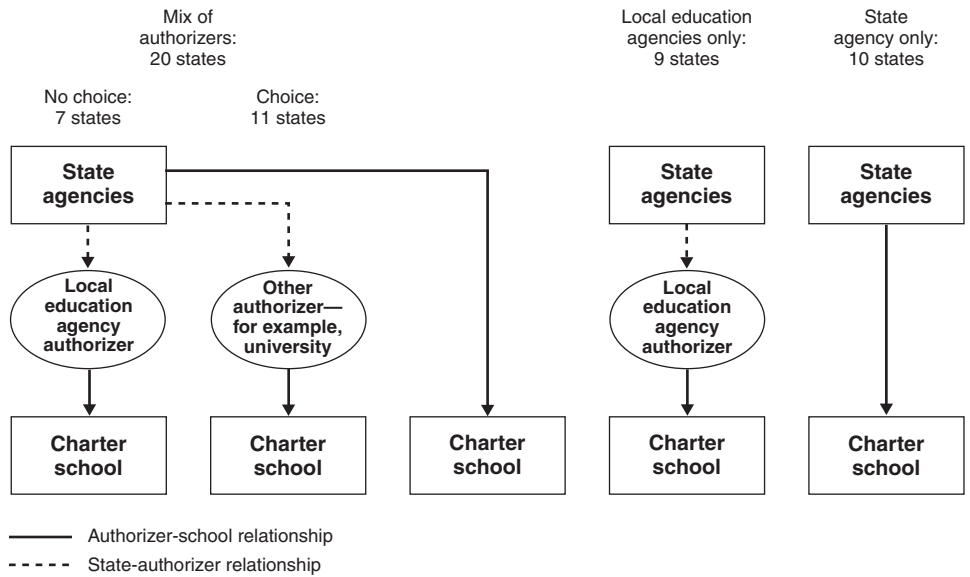 Mix of
authorizers:
20 states
Local education
agencies only:
9 states
State
agency only:
10 states
No choice:
7 states
Choice:
11 states
State
agencies
State
agencies
State
agencies
Local
education
agency
authorizer
Other
authorizer—
for example,
university
Local
education
agency
authorizer
Charter
school
Charter
school
Charter
school
Charter
school
Charter
school
Authorizer-school relationship
State-authorizer relationship